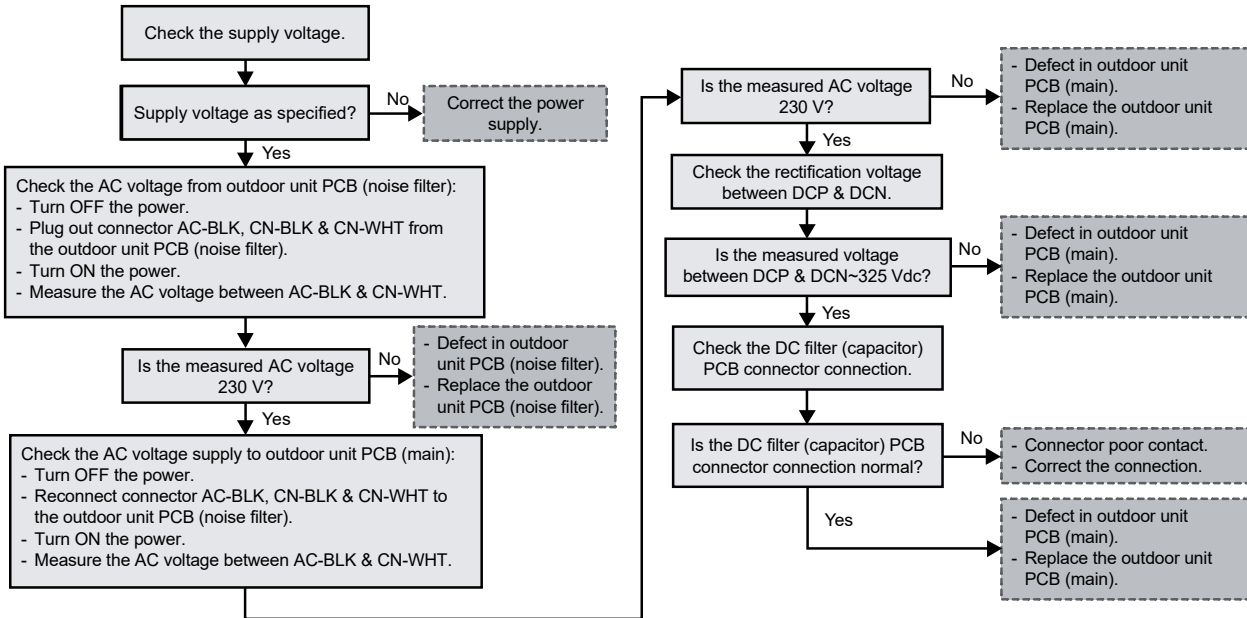 Check the supply voltage.
Supply voltage as specified?
No
Correct the power
supply.
Yes
Check the AC voltage from outdoor unit PCB (noise filter):
- Turn OFF the power.
- Plug out connector AC-BLK, CN-BLK & CN-WHT from
the outdoor unit PCB (noise filter).
- Turn ON the power.
- Measure the AC voltage between AC-BLK & CN-WHT.
Is the measured AC voltage
230 V?
No
- Defect in outdoor
unit PCB (noise filter).
- Replace the outdoor
unit PCB (noise filter).
Yes
Check the AC voltage supply to outdoor unit PCB (main):
- Turn OFF the power.
- Reconnect connector AC-BLK, CN-BLK & CN-WHT to
the outdoor unit PCB (noise filter).
- Turn ON the power.
- Measure the AC voltage between AC-BLK & CN-WHT.
Is the measured AC voltage
230 V?
No
- Defect in outdoor unit
PCB (main).
- Replace the outdoor unit
PCB (main).
Yes
Check the rectification voltage
between DCP & DCN.
Is the measured voltage
between DCP & DCN~325 Vdc?
No
- Defect in outdoor unit
PCB (main).
- Replace the outdoor unit
PCB (main).
Yes
Check the DC filter (capacitor)
PCB connector connection.
Is the DC filter (capacitor) PCB
connector connection normal?
No
- Connector poor contact.
- Correct the connection.
Yes
- Defect in outdoor unit
PCB (main).
- Replace the outdoor unit
PCB (main).